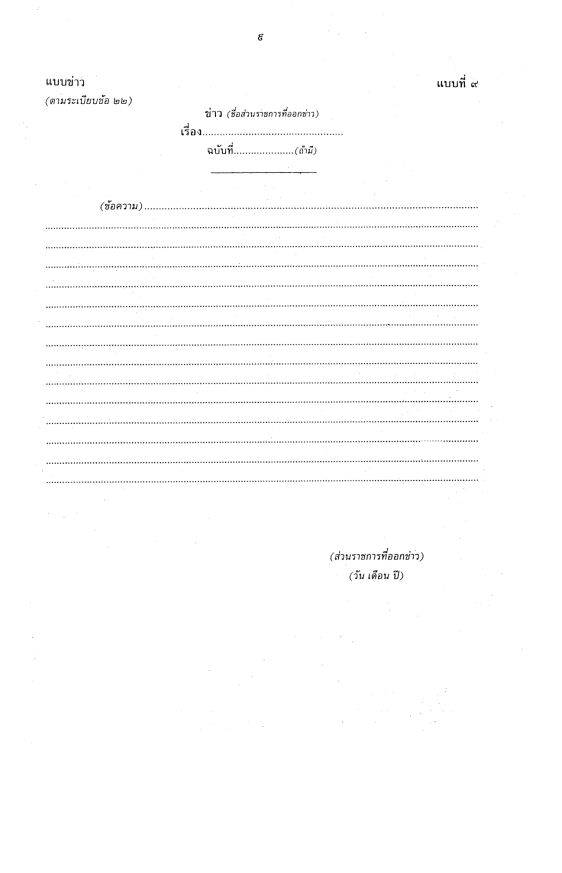 ๙
แบบข่าว แบบที่ ๙
(ตามระเบียบข้อ ๒๒)
ข่าว (ชื่อส่วนราชการที่ออกข่าว)
เรื่อง.................................................
ฉบับที่.....................(ถ้ามี)
(ข้อความ)....................................................................................................................
(ส่วนราชการที่ออกข่าว)
(วัน เดือน ปี)